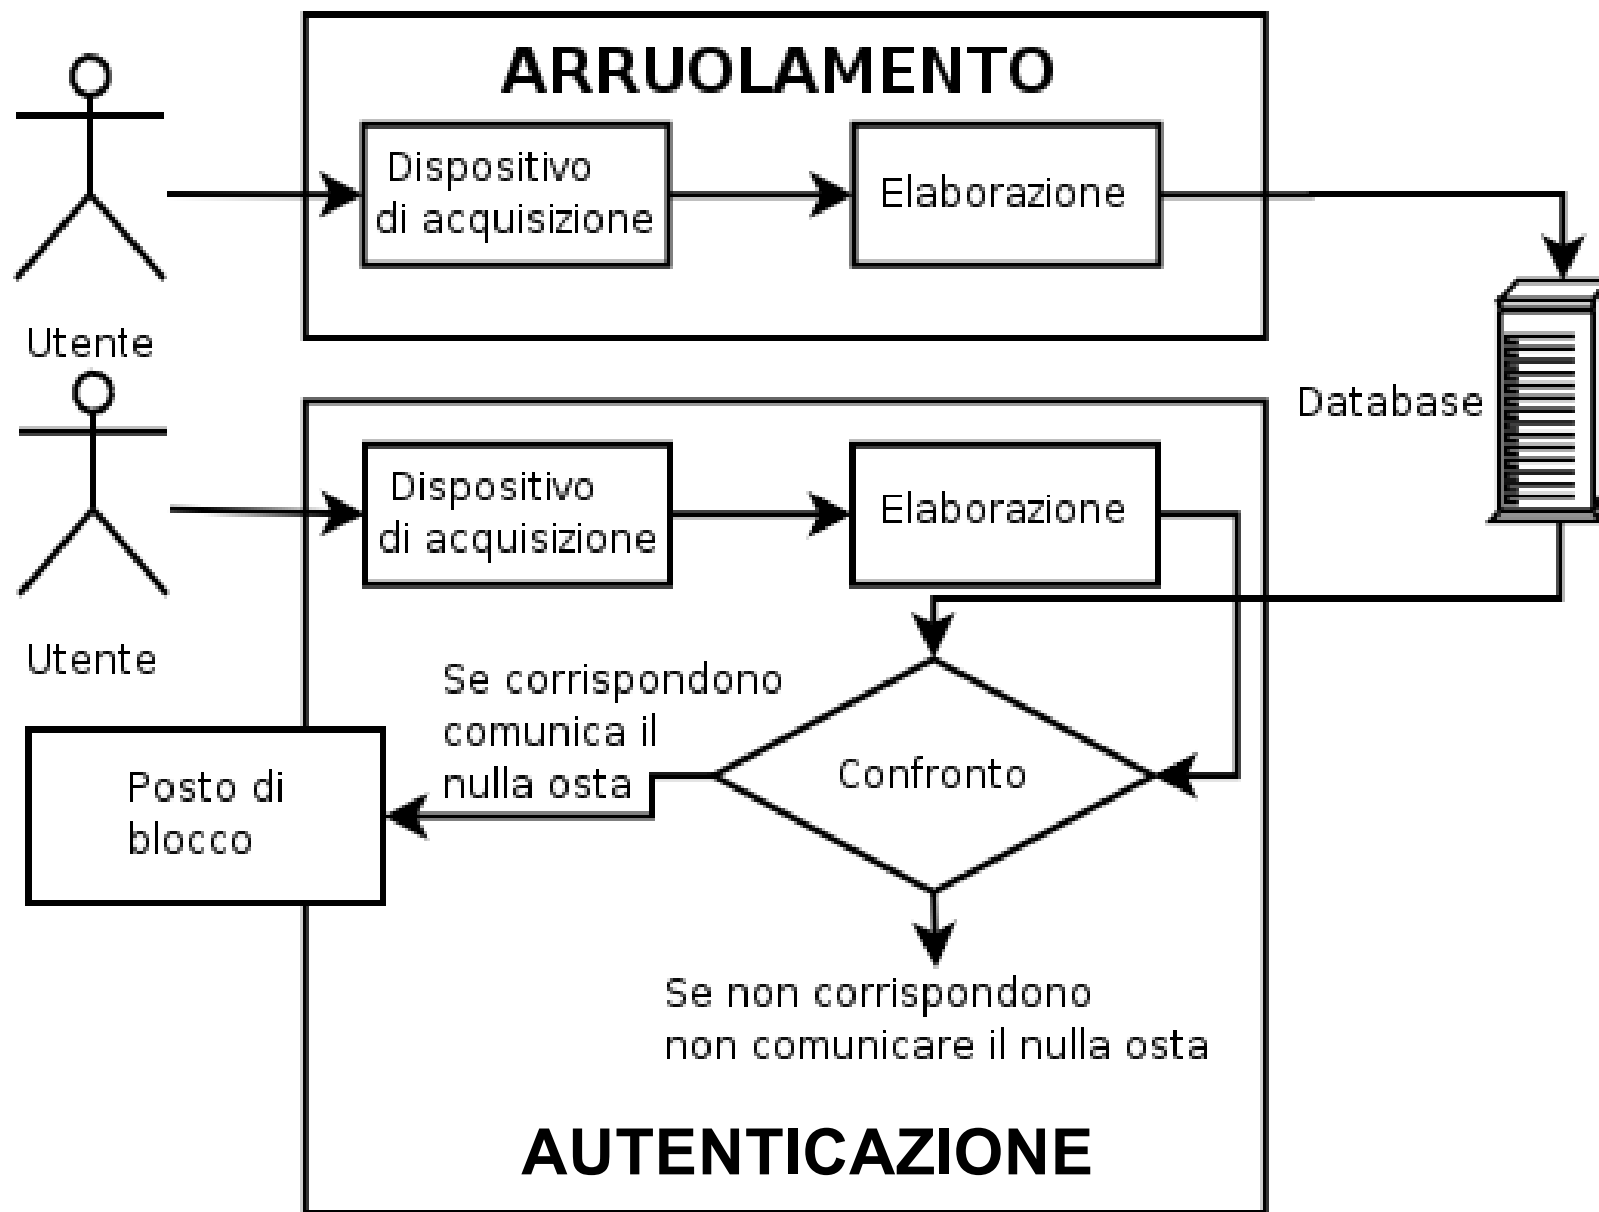 ARRUOLAMENTO
Dispositivo
di acquisizione
Elaborazione
Utente
Database
Dispositivo
di acquisizione
Elaborazione
Utente
Se corrispondono
comunica il
nulla osta
Confronto
Posto di
blocco
Se non corrispondono
non comunicare il nulla osta
AUTENTICAZIONE